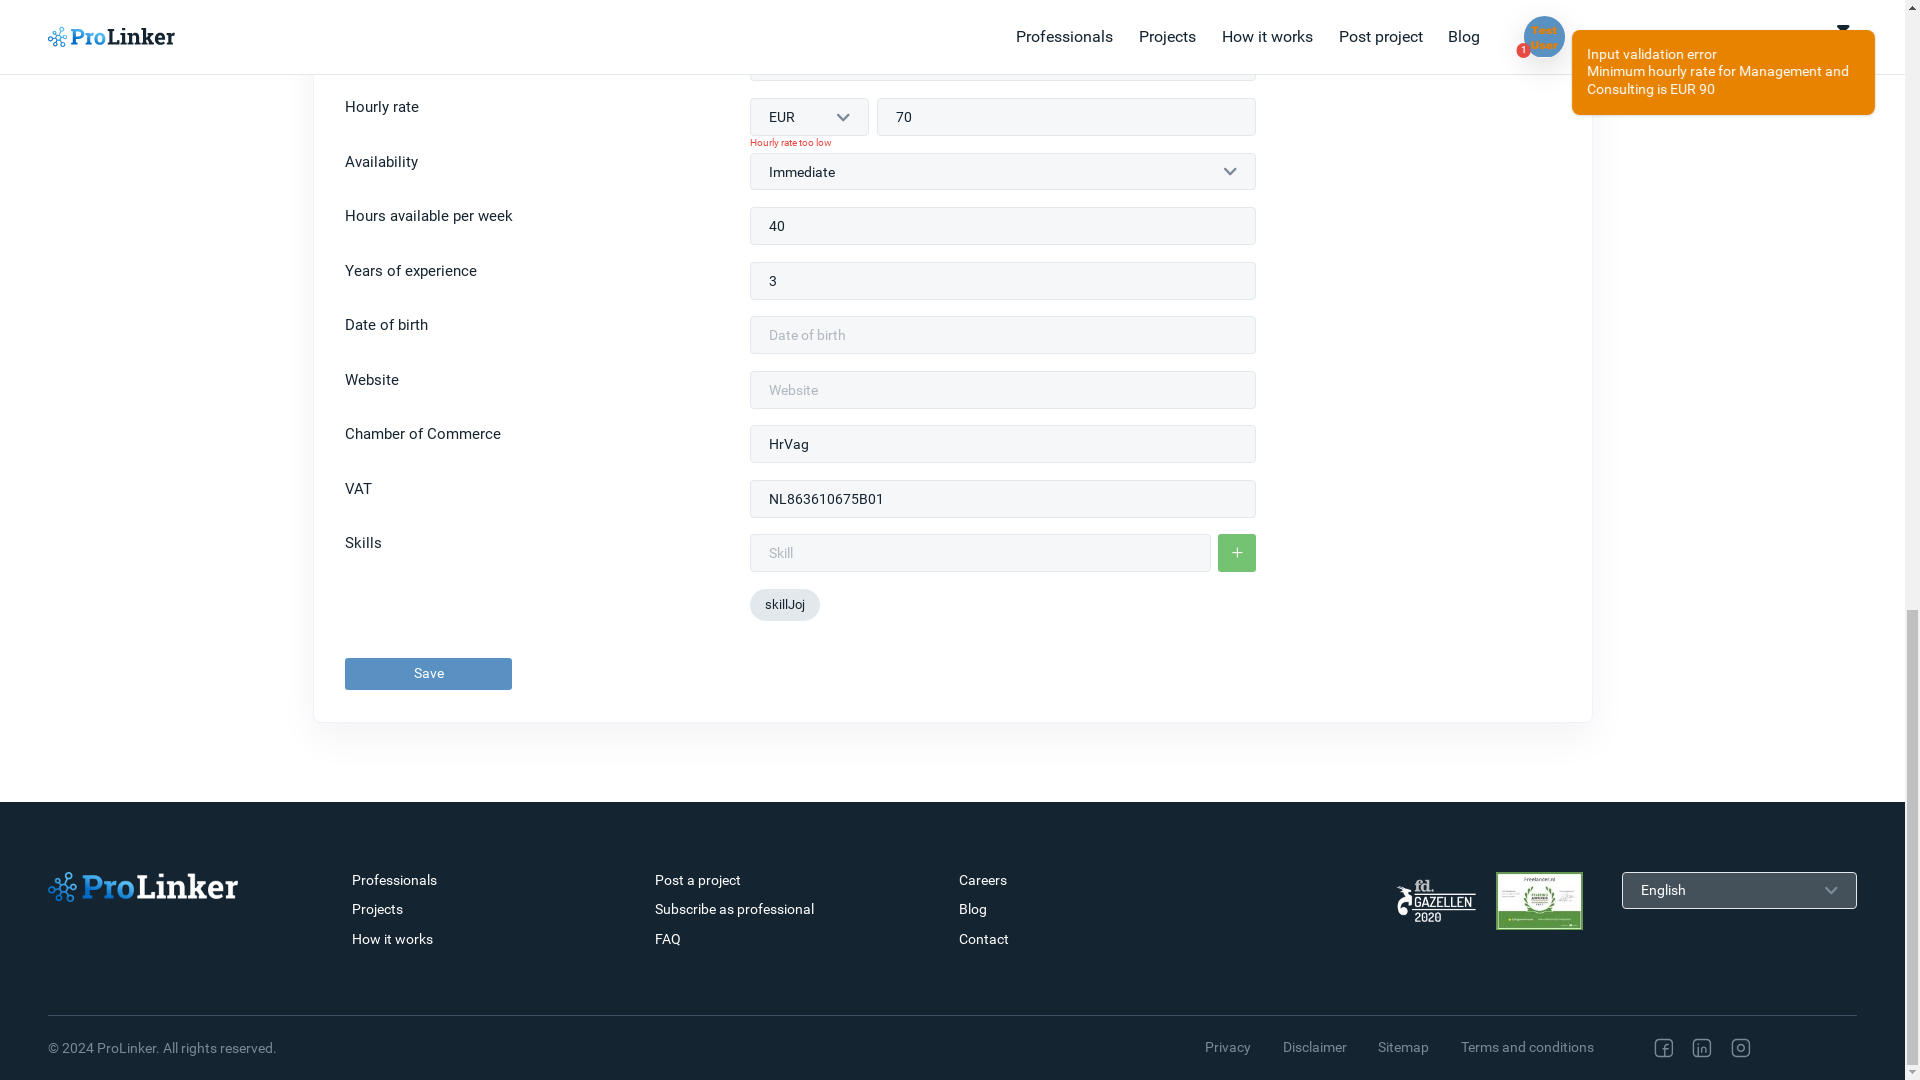 ProLinker
Professionals
Projects
How it works
Post project
Blog
Test
User
1
Input validation error
Minimum hourly rate for Management and
Consulting is EUR 90
Hourly rate
EUR
70
Hourly rate too low
Availability
Immediate
Hours available per week
40
Years of experience
3
Date of birth
Date of birth
Website
Website
Chamber of Commerce
HrVag
VAT
NL863610675B01
Skills
Skill
+
skillJoj
Save
ProLinker
Professionals
Projects
How it works
Post a project
Subscribe as professional
FAQ
Careers
Blog
Contact
fd.
GAZELLEN
2020
Freelancer.nl
English
© 2024 ProLinker. All rights reserved.
Privacy
Disclaimer
Sitemap
Terms and conditions